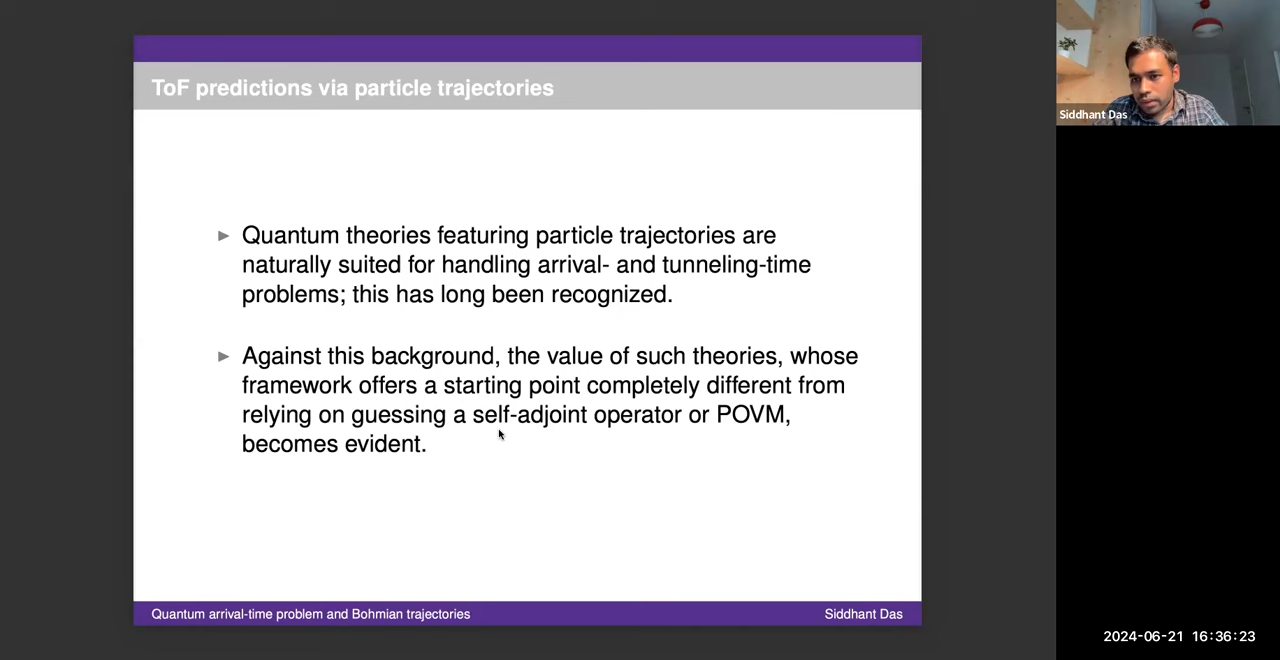 ToF predictions via particle trajectories
Siddhant Das
► Quantum theories featuring particle trajectories are
naturally suited for handling arrival- and tunneling-time
problems; this has long been recognized.
► Against this background, the value of such theories, whose
framework offers a starting point completely different from
relying on guessing a self-adjoint operator or POVM,
becomes evident.
Quantum arrival-time problem and Bohmian trajectories
Siddhant Das
2024-06-21 16:36:23